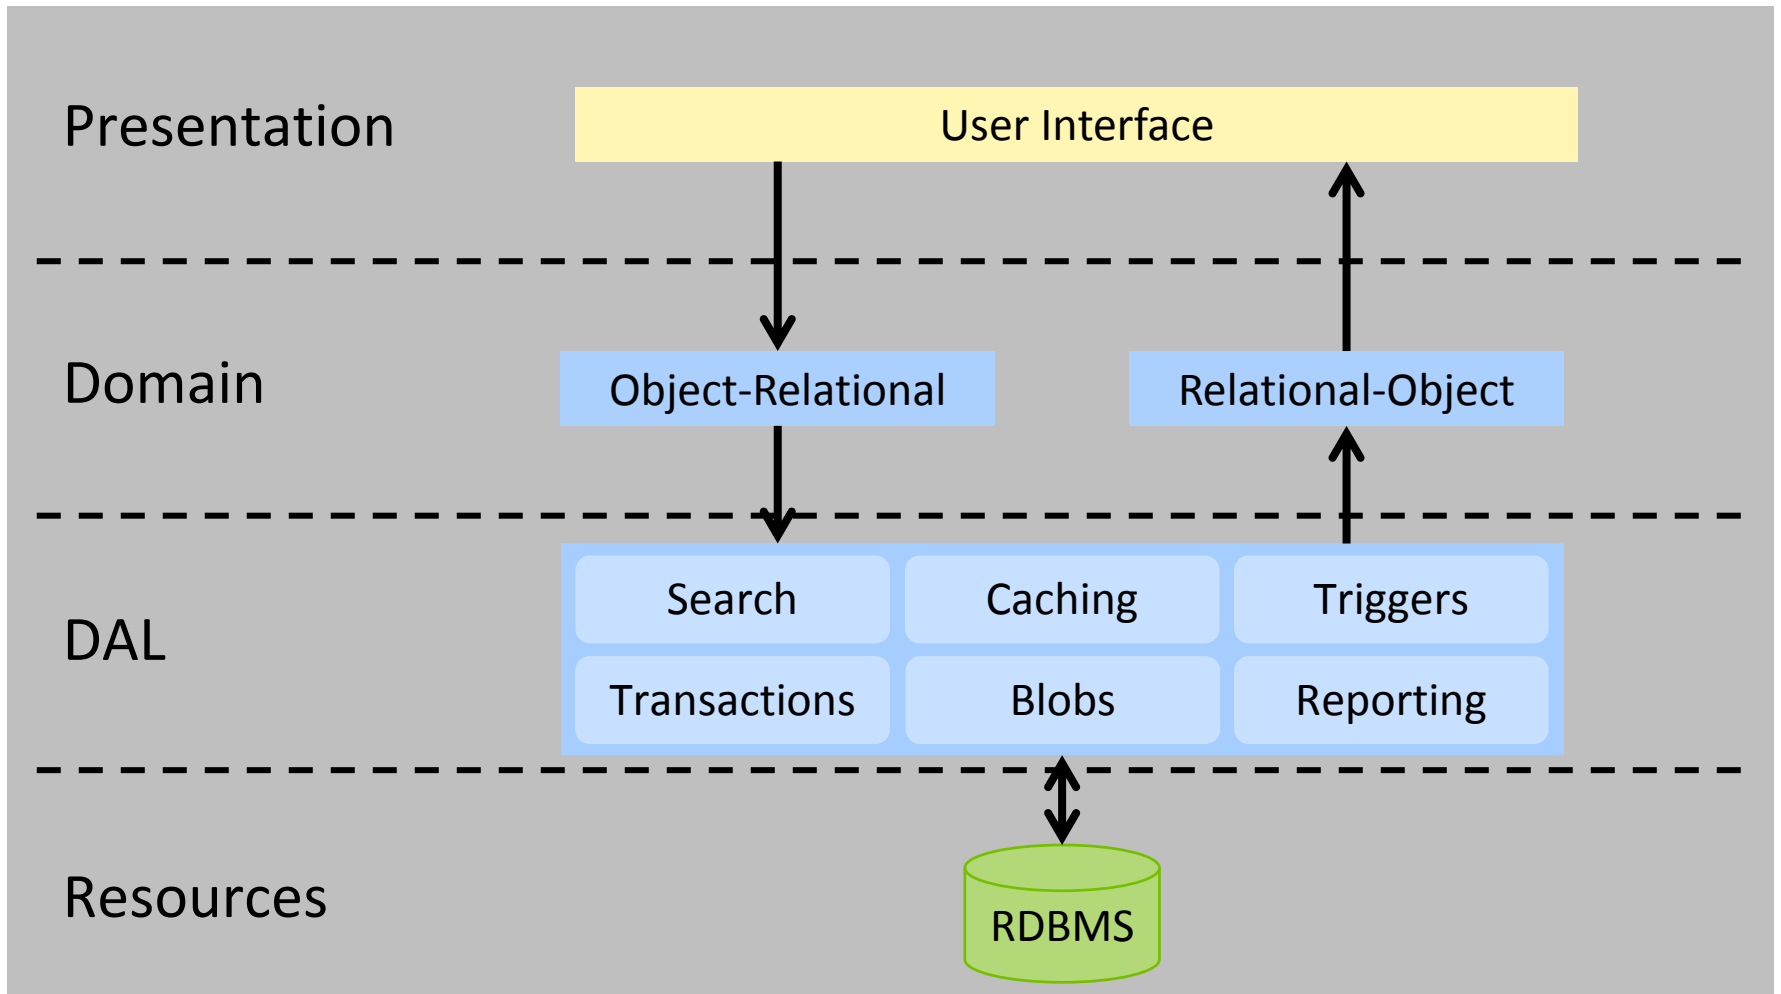 Presentation
User Interface
Domain
Object-Relational
Relational-Object
DAL
Search
Caching
Triggers
Transactions
Blobs
Reporting
Resources
RDBMS